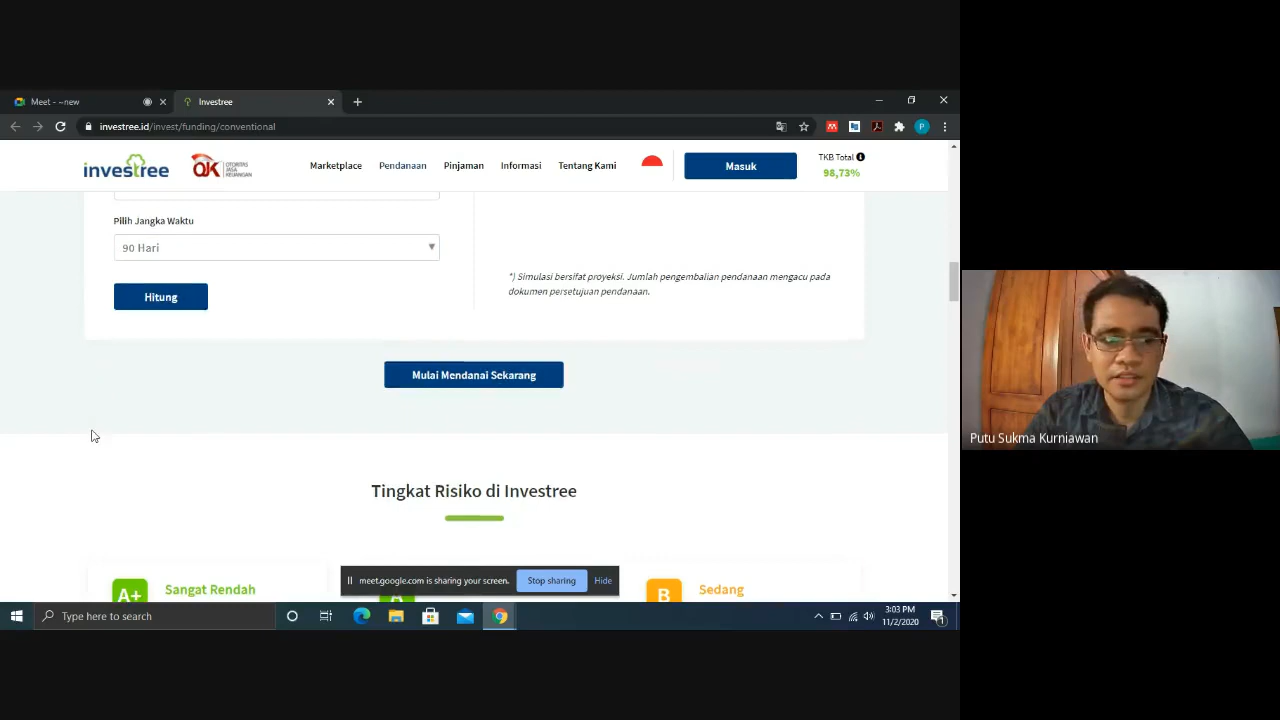 Meet - ~new
Investree
investree.id/invest/funding/conventional
P
investree
OJK OTORITAS JASA KEUANGAN
Marketplace
Pendanaan
Pinjaman
Informasi
Tentang Kami
Masuk
TKB Total
98,73%
Pilih Jangka Waktu
90 Hari
Hitung
*) Simulasi bersifat proyeksi. Jumlah pengembalian pendanaan mengacu pada
dokumen persetujuan pendanaan.
Mulai Mendanai Sekarang
Putu Sukma Kurniawan
Tingkat Risiko di Investree
A+
Sangat Rendah
A
B
Sedang
meet.google.com is sharing your screen.
Stop sharing
Hide
Type here to search
3:03 PM
11/2/2020
1